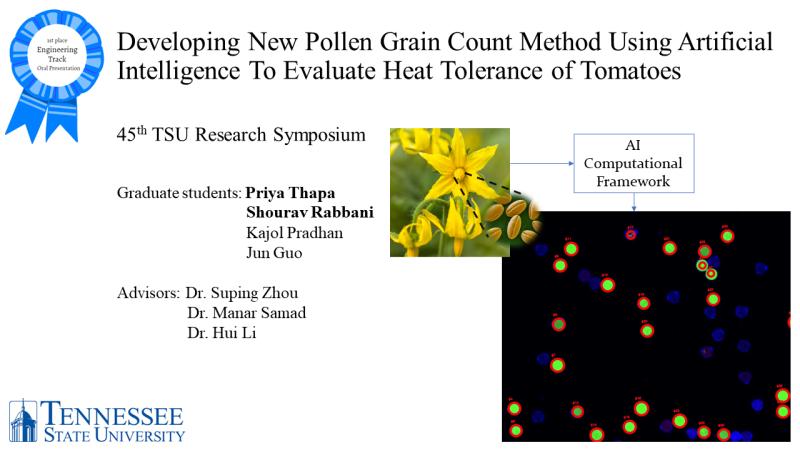 1st place
Engineering
Track
Oral Presentation
Developing New Pollen Grain Count Method Using Artificial
Intelligence To Evaluate Heat Tolerance of Tomatoes
45th TSU Research Symposium
AI
Computational
Framework
Graduate students: Priya Thapa
Shourav Rabbani
Kajol Pradhan
Jun Guo
Advisors: Dr. Suping Zhou
Dr. Manar Samad
Dr. Hui Li
TENNESSEE
STATE UNIVERSITY